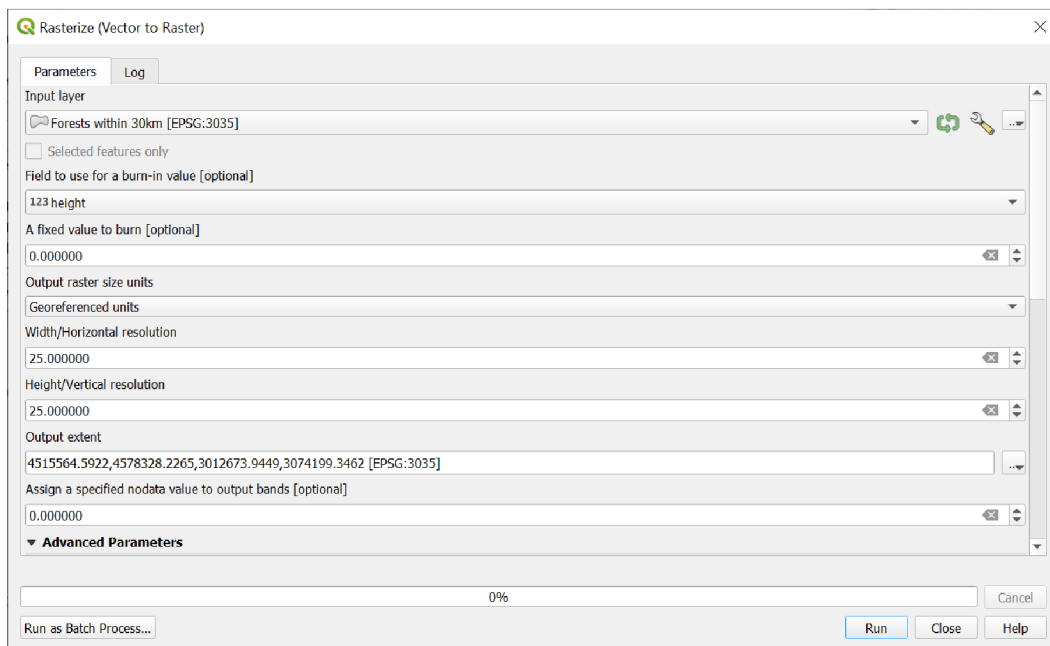 Rasterize (Vector to Raster)
Parameters Log
Input layer
Forests within 30km [EPSG:3035]
Selected features only
Field to use for a burn-in value [optional]
123 height
A fixed value to burn [optional]
0.000000
Output raster size units
Georeferenced units
Width/Horizontal resolution
25.000000
Height/Vertical resolution
25.000000
Output extent
4515564.5922,4578328.2265,3012673.9449,3074199.3462 [EPSG:3035]
Assign a specified nodata value to output bands [optional]
0.000000
Advanced Parameters
0% Cancel
Run as Batch Process... Run Close Help